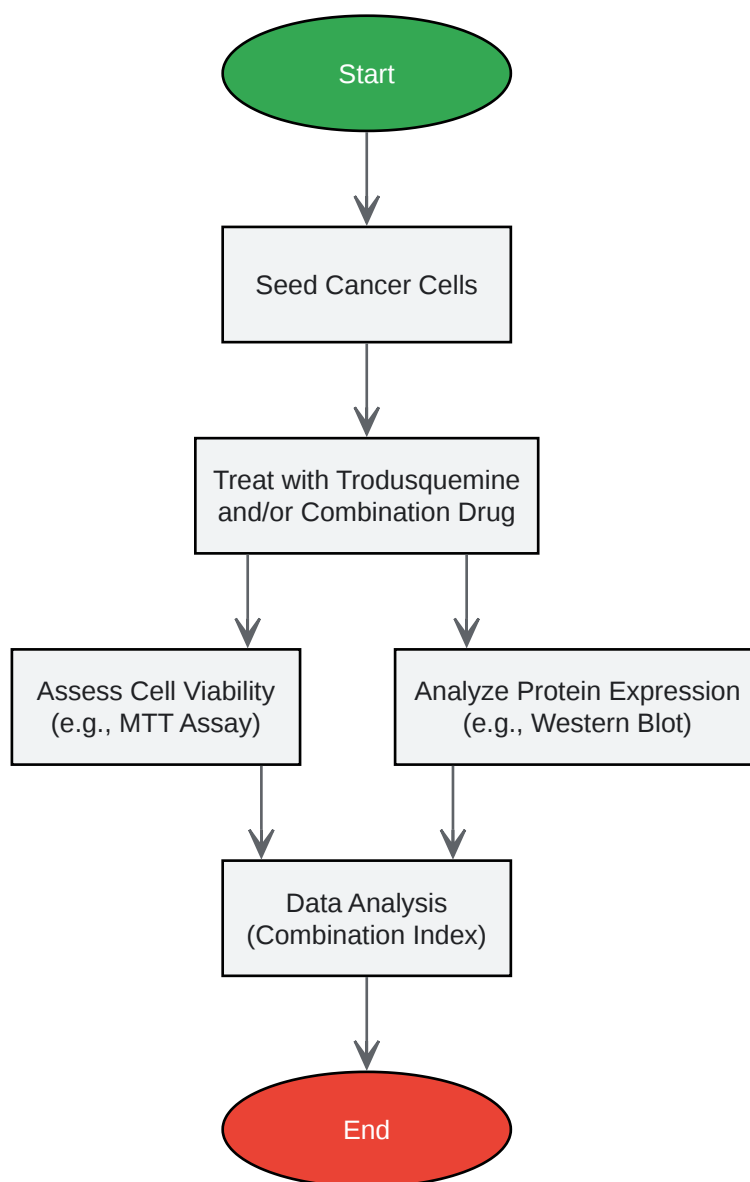 Start
Seed Cancer Cells
Treat with Trodusquemine
and/or Combination Drug
Assess Cell Viability
(e.g., MTT Assay)
Analyze Protein Expression
(e.g., Western Blot)
Data Analysis
(Combination Index)
End